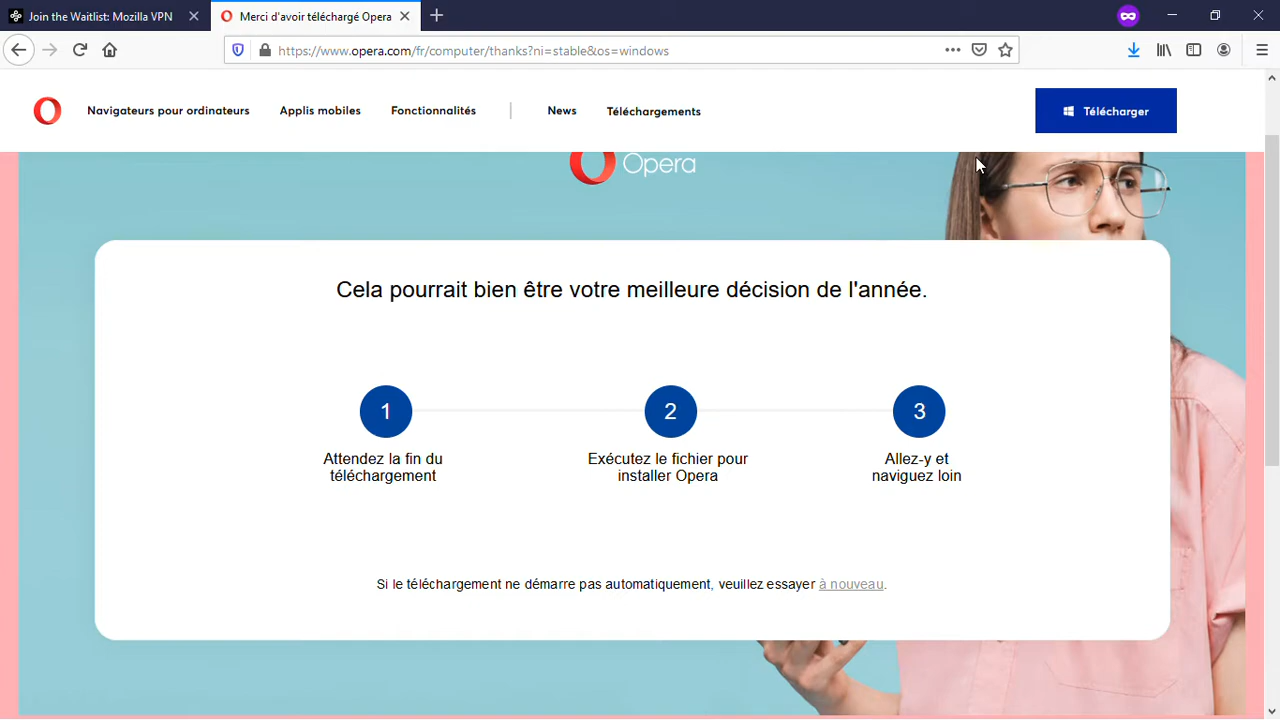 Join the Waitlist: Mozilla VPN
Merci d'avoir téléchargé Opera
https://www.opera.com/fr/computer/thanks?ni=stable&os=windows
Navigateurs pour ordinateurs
Applis mobiles
Fonctionnalités
News
Téléchargements
Télécharger
Opera
Cela pourrait bien être votre meilleure décision de l'année.
1
2
3
Attendez la fin du
téléchargement
Exécutez le fichier pour
installer Opera
Allez-y et
naviguez loin
Si le téléchargement ne démarre pas automatiquement, veuillez essayer à nouveau.